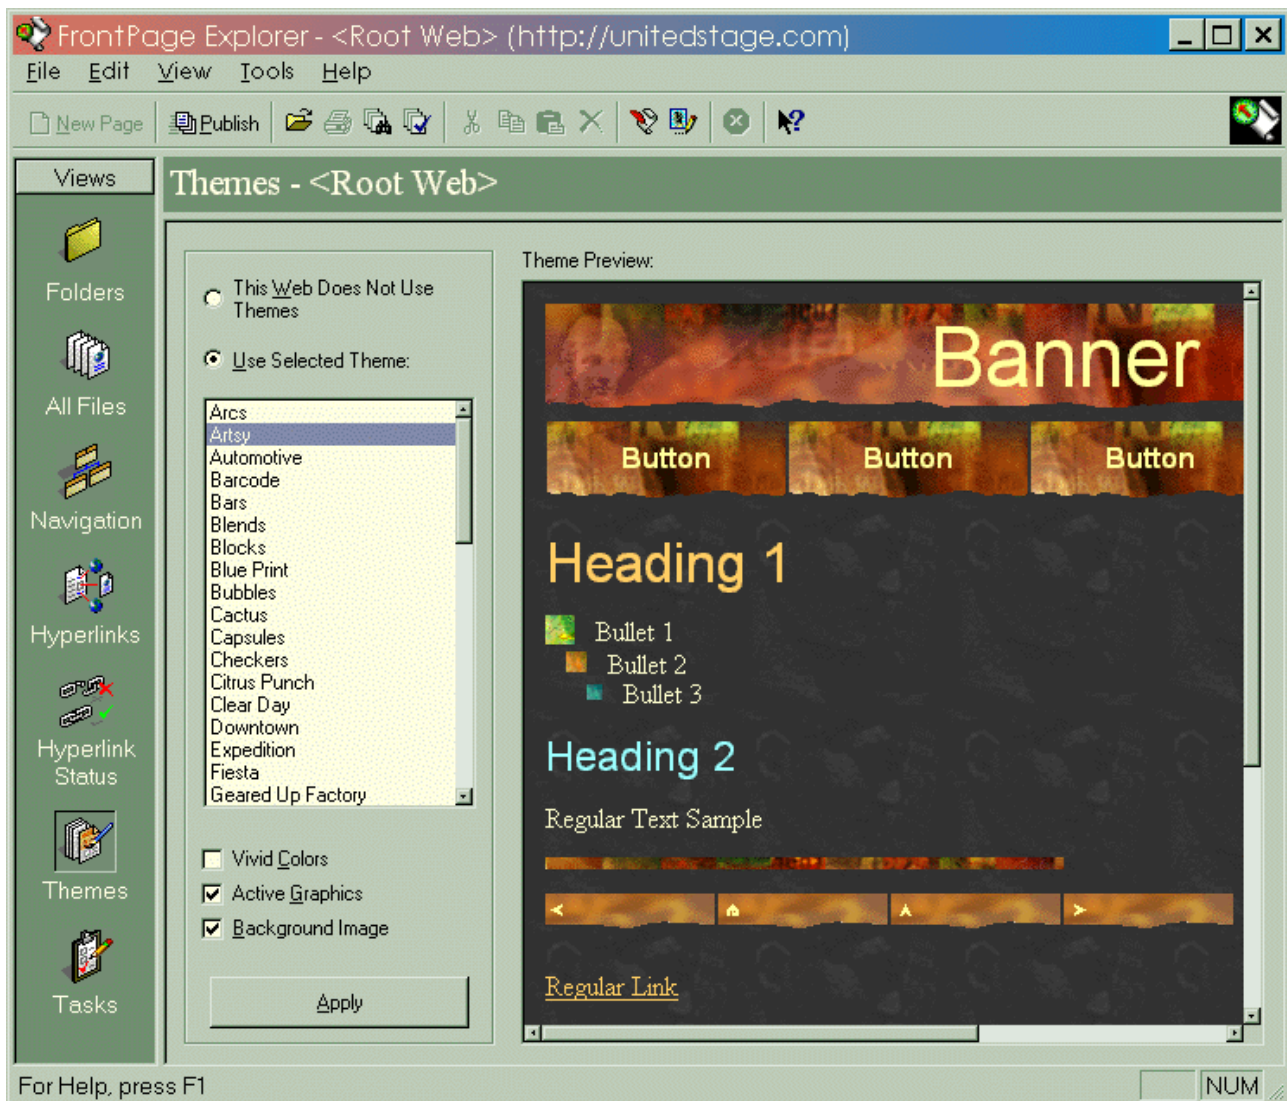 FrontPage Explorer - <Root Web> (http://unitedstage.com)
File Edit View Tools Help
New Page Publish
Views
Themes - <Root Web>
Folders
All Files
Navigation
Hyperlinks
Hyperlink
Status
Themes
Tasks
This Web Does Not Use
Themes
Use Selected Theme:
Arcs
Artsy
Automotive
Barcode
Bars
Blends
Blocks
Blue Print
Bubbles
Cactus
Capsules
Checkers
Citrus Punch
Clear Day
Downtown
Expedition
Fiesta
Geared Up Factory
Vivid Colors
Active Graphics
Background Image
Apply
Theme Preview:
Banner
Button Button Button
Heading 1
Bullet 1
Bullet 2
Bullet 3
Heading 2
Regular Text Sample
Regular Link
For Help, press F1
NUM